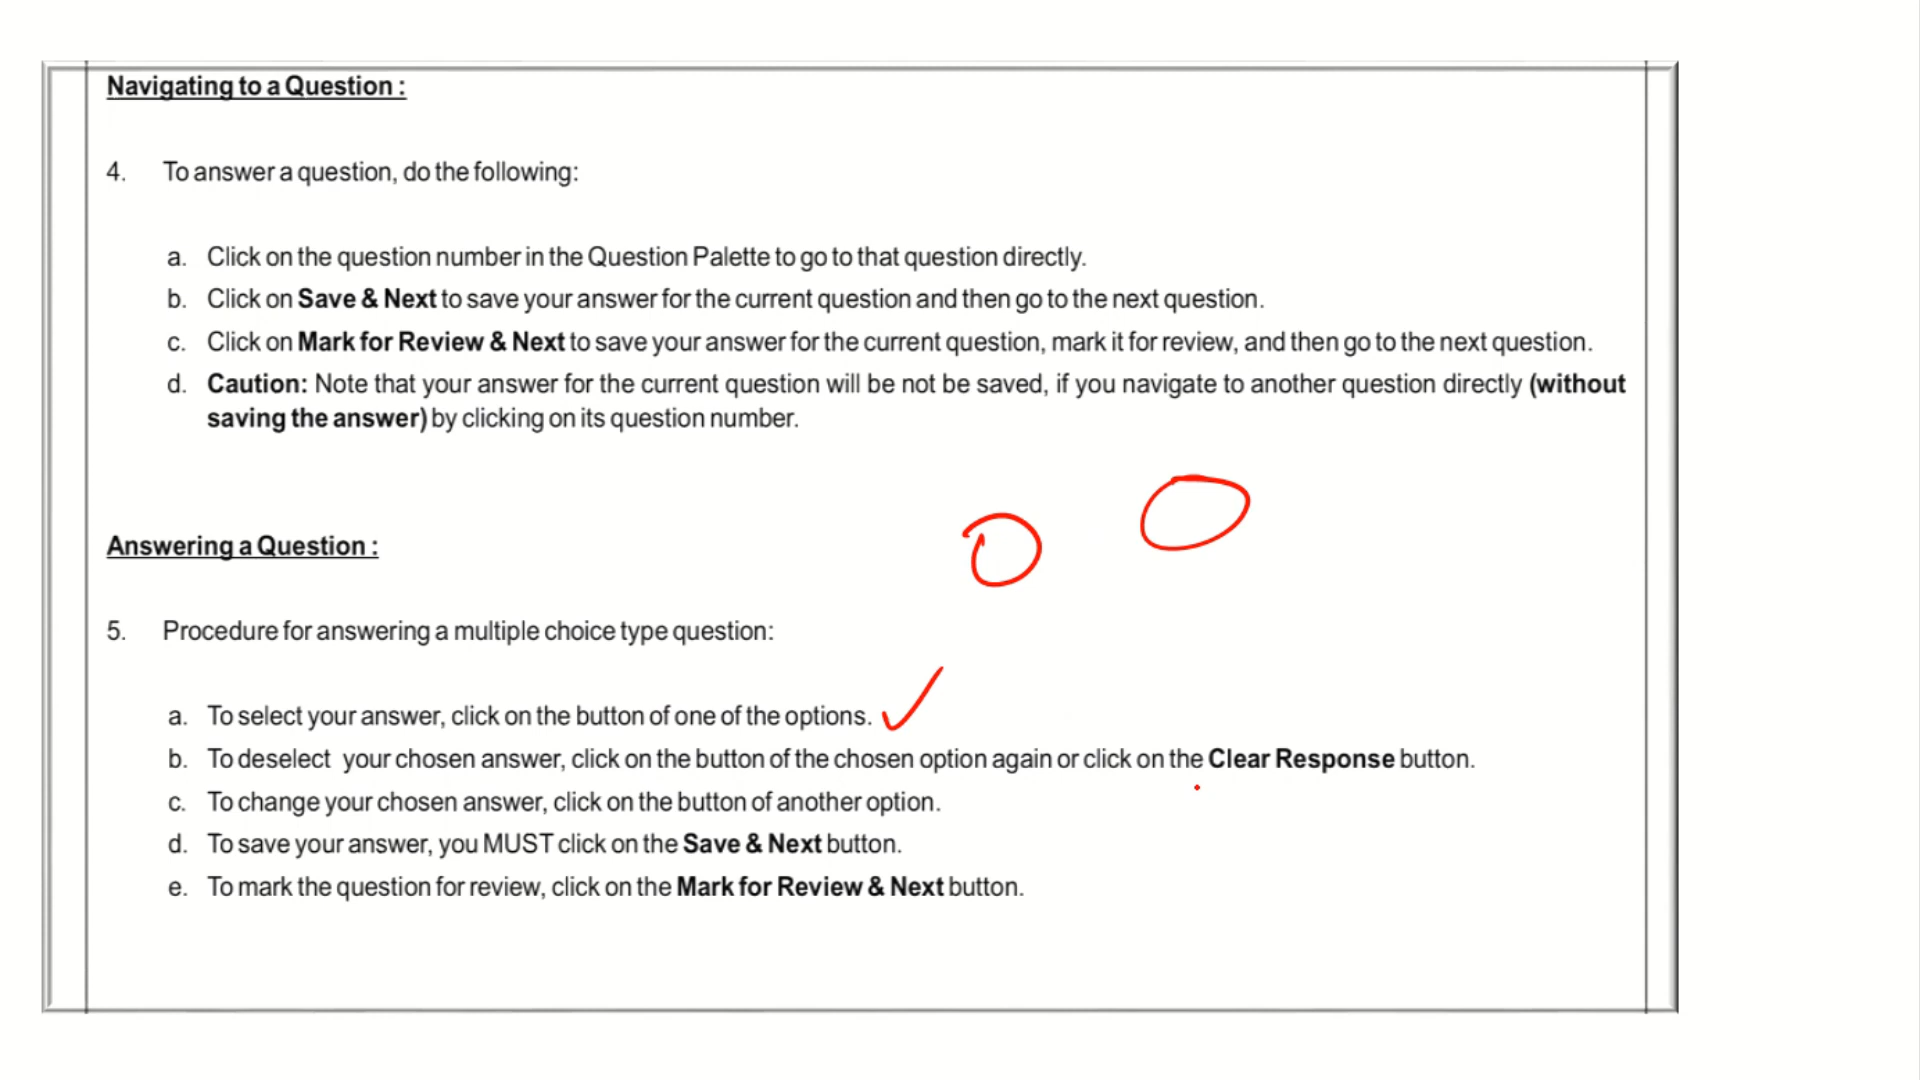 Navigating to a Question :
4. To answer a question, do the following:
a. Click on the question number in the Question Palette to go to that question directly.
b. Click on Save & Next to save your answer for the current question and then go to the next question.
c. Click on Mark for Review & Next to save your answer for the current question, mark it for review, and then go to the next question.
d. Caution: Note that your answer for the current question will be not be saved, if you navigate to another question directly (without
saving the answer) by clicking on its question number.
Answering a Question :
5. Procedure for answering a multiple choice type question:
a. To select your answer, click on the button of one of the options.
b. To deselect your chosen answer, click on the button of the chosen option again or click on the Clear Response button.
c. To change your chosen answer, click on the button of another option.
d. To save your answer, you MUST click on the Save & Next button.
e. To mark the question for review, click on the Mark for Review & Next button.